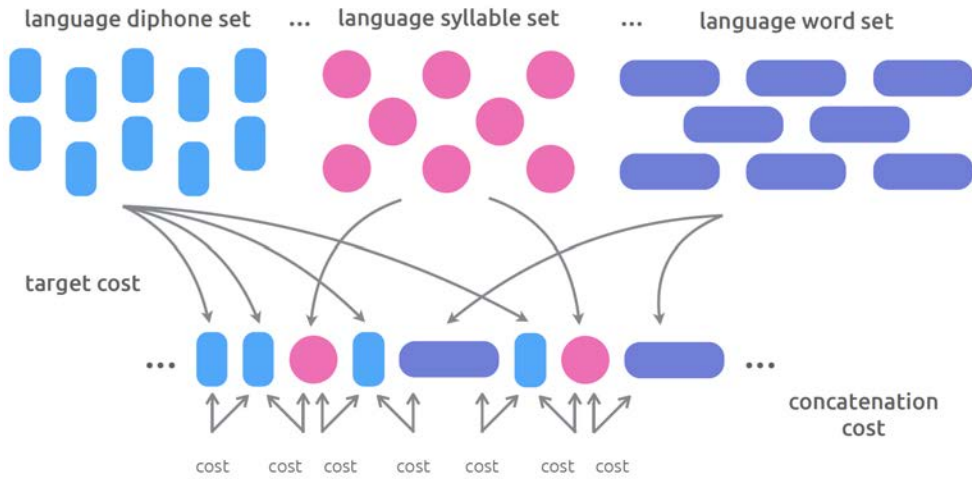 language diphone set ... language syllable set ... language word set
target cost
... ...
concatenation
cost
cost cost cost cost cost cost cost